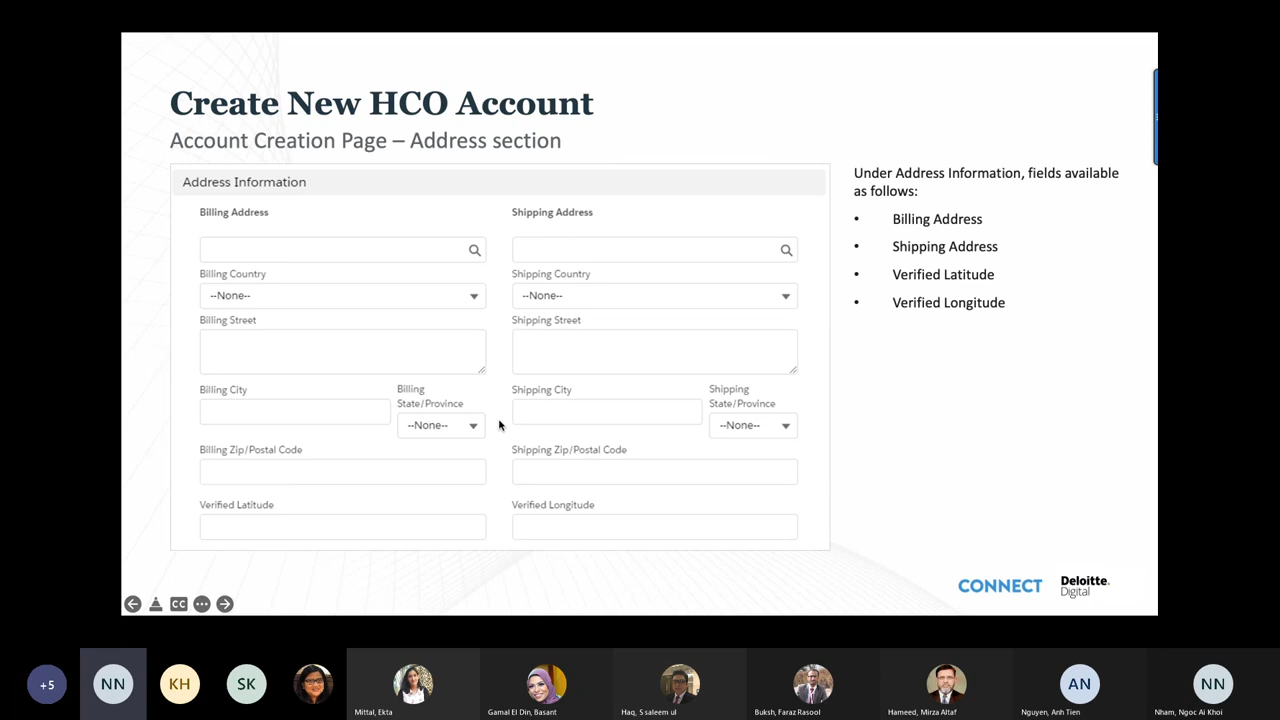 Create New HCO Account
Account Creation Page – Address section
Address Information
Billing Address
Shipping Address
Billing Country
Shipping Country
--None--
--None--
Billing Street
Shipping Street
Billing City
Billing
State/Province
Shipping City
Shipping
State/Province
--None--
--None--
Billing Zip/Postal Code
Shipping Zip/Postal Code
Verified Latitude
Verified Longitude
Under Address Information, fields available
as follows:
• Billing Address
• Shipping Address
• Verified Latitude
• Verified Longitude
CONNECT
Deloitte.
Digital
CC
+5
NN
KH
SK
Mittal, Ekta
Gamal El Din, Basant
Haq, S saleem ul
Buksh, Faraz Rasool
Hameed, Mirza Altaf
AN
Nguyen, Anh Tien
NN
Nham, Ngoc Ai Khoi